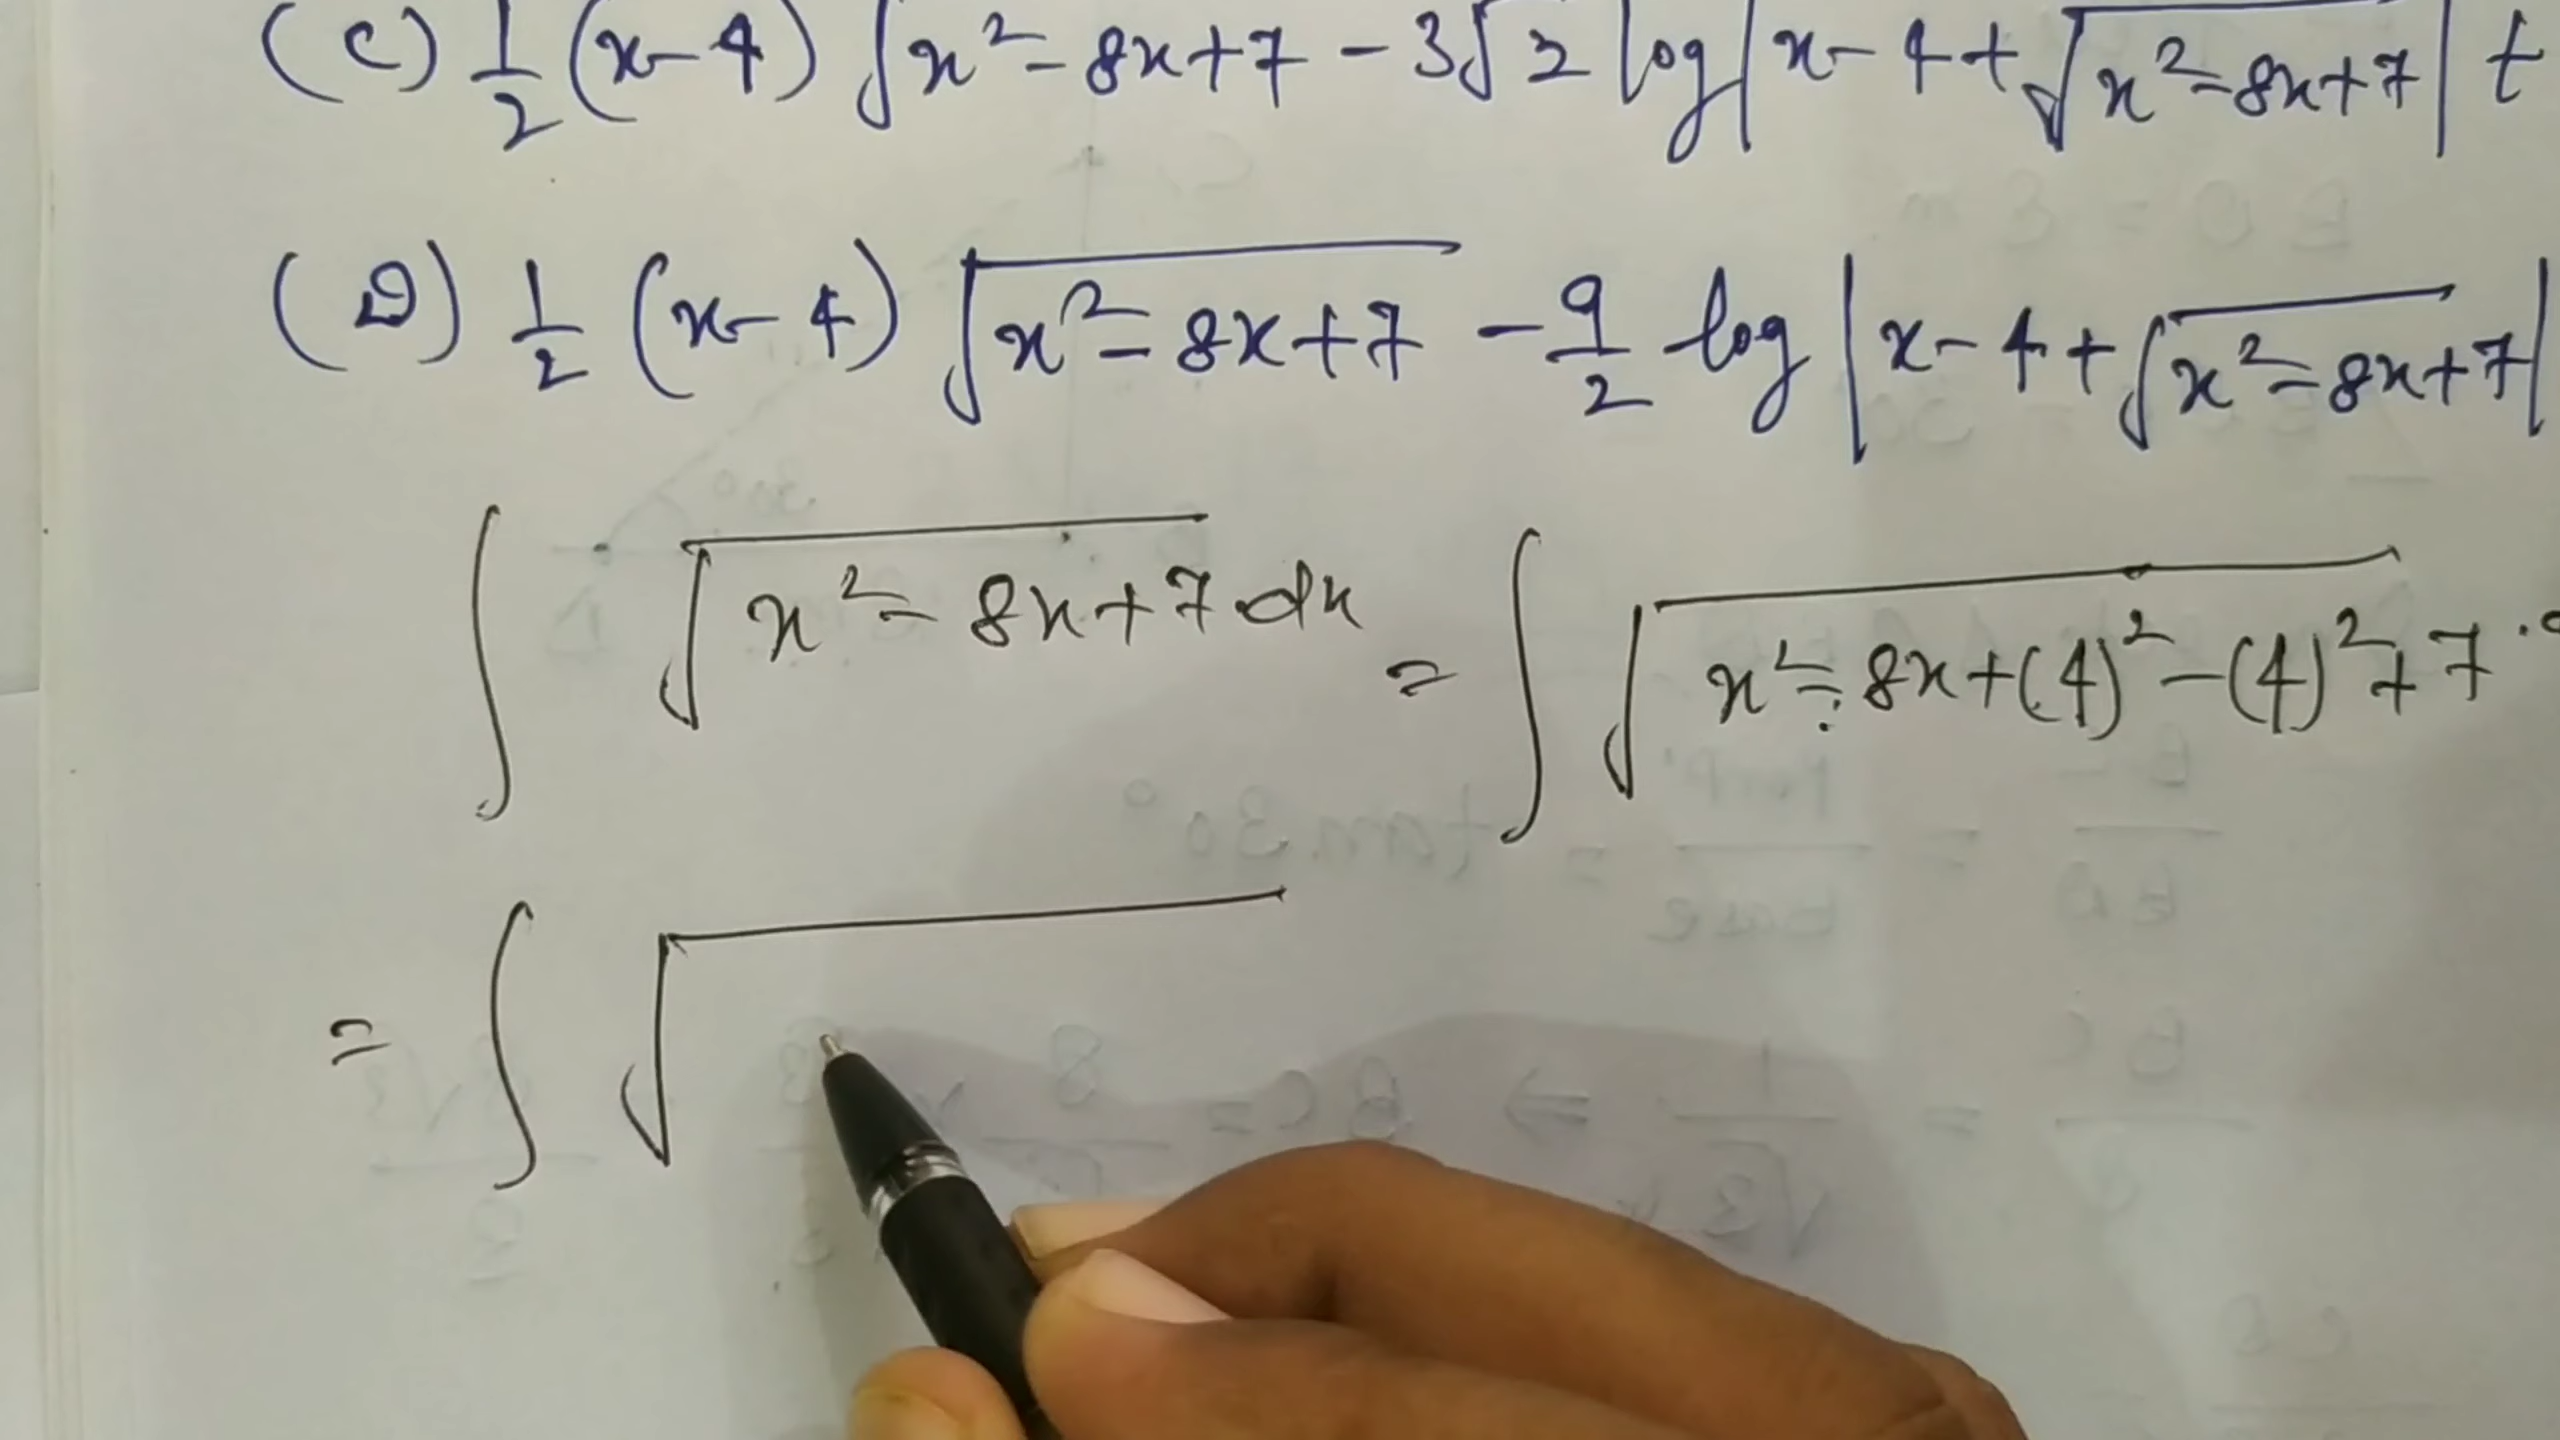 (C) 1/2 (x-4) √x²-8x+7 - 3√2 log|x-4+√x²-8x+7| +
(D) 1/2 (x-4) √x²-8x+7 - 9/2 log|x-4+√x²-8x+7|
∫ √x²-8x+7 dx = ∫ √x²-8x+(4)²-(4)²+7
= ∫ √